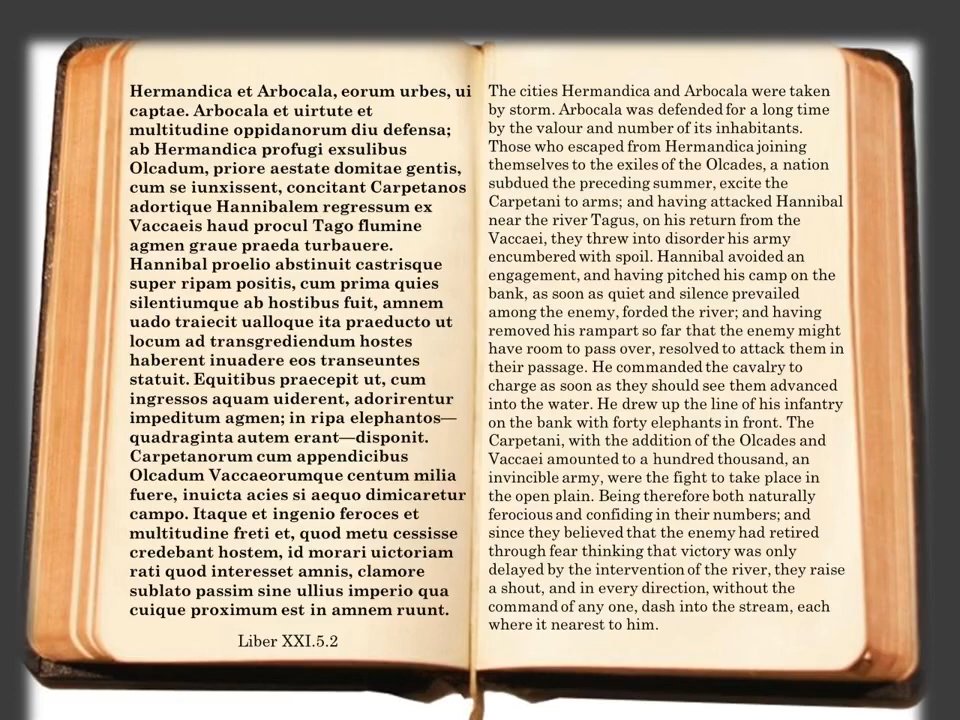 Hermandica et Arbocala, eorum urbes, ui
captae. Arbocala et uirtute et
multitudine oppidanorum diu defensa;
ab Hermandica profugi exsulibus
Olcadum, priore aestate domitae gentis,
cum se iunxissent, concitant Carpetanos
adortique Hannibalem regressum ex
Vaccaeis haud procul Tago flumine
agmen graue praeda turbauere.
Hannibal proelio abstinuit castrisque
super ripam positis, cum prima quies
silentiumque ab hostibus fuit, amnem
uado traiecit ualloque ita praeducto ut
locum ad transgrediendum hostes
haberent inuadere eos transeuntes
statuit. Equitibus praecepit ut, cum
ingressos aquam uiderent, adorirentur
impeditum agmen; in ripa elephantos—
quadraginta autem erant—disponit.
Carpetanorum cum appendicibus
Olcadum Vaccaeorumque centum milia
fuere, inuicta acies si aequo dimicaretur
campo. Itaque et ingenio feroces et
multitudine freti et, quod metu cessisse
credebant hostem, id morari uictoriam
rati quod interesset amnis, clamore
sublato passim sine ullius imperio qua
cuique proximum est in amnem ruunt.
Liber XXI.5.2
The cities Hermandica and Arbocala were taken
by storm. Arbocala was defended for a long time
by the valour and number of its inhabitants.
Those who escaped from Hermandica joining
themselves to the exiles of the Olcades, a nation
subdued the preceding summer, excite the
Carpetani to arms; and having attacked Hannibal
near the river Tagus, on his return from the
Vaccaei, they threw into disorder his army
encumbered with spoil. Hannibal avoided an
engagement, and having pitched his camp on the
bank, as soon as quiet and silence prevailed
among the enemy, forded the river; and having
removed his rampart so far that the enemy might
have room to pass over, resolved to attack them in
their passage. He commanded the cavalry to
charge as soon as they should see them advanced
into the water. He drew up the line of his infantry
on the bank with forty elephants in front. The
Carpetani, with the addition of the Olcades and
Vaccaei amounted to a hundred thousand, an
invincible army, were the fight to take place in
the open plain. Being therefore both naturally
ferocious and confiding in their numbers; and
since they believed that the enemy had retired
through fear thinking that victory was only
delayed by the intervention of the river, they raise
a shout, and in every direction, without the
command of any one, dash into the stream, each
where it nearest to him.